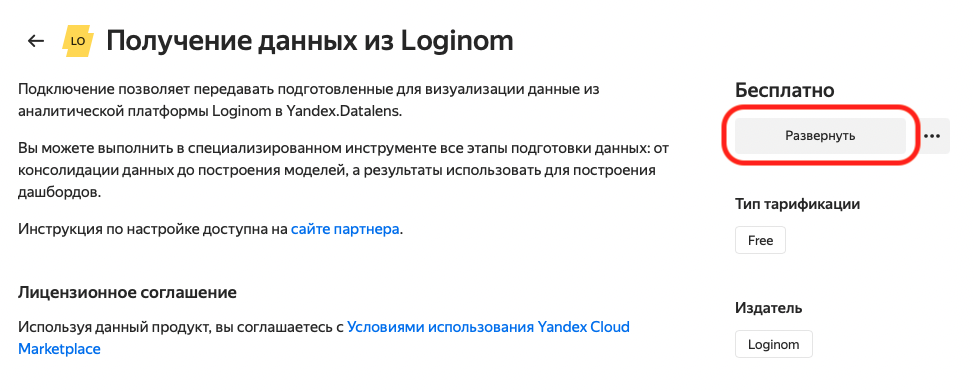 ← LO Получение данных из Loginom
Подключение позволяет передавать подготовленные для визуализации данные из
аналитической платформы Loginom в Yandex.Datalens.
Вы можете выполнить в специализированном инструменте все этапы подготовки данных: от
консолидации данных до построения моделей, а результаты использовать для построения
дашбордов.
Инструкция по настройке доступна на сайте партнера.
Лицензионное соглашение
Используя данный продукт, вы соглашаетесь с Условиями использования Yandex Cloud
Marketplace
Бесплатно
Развернуть •••
Тип тарификации
Free
Издатель
Loginom